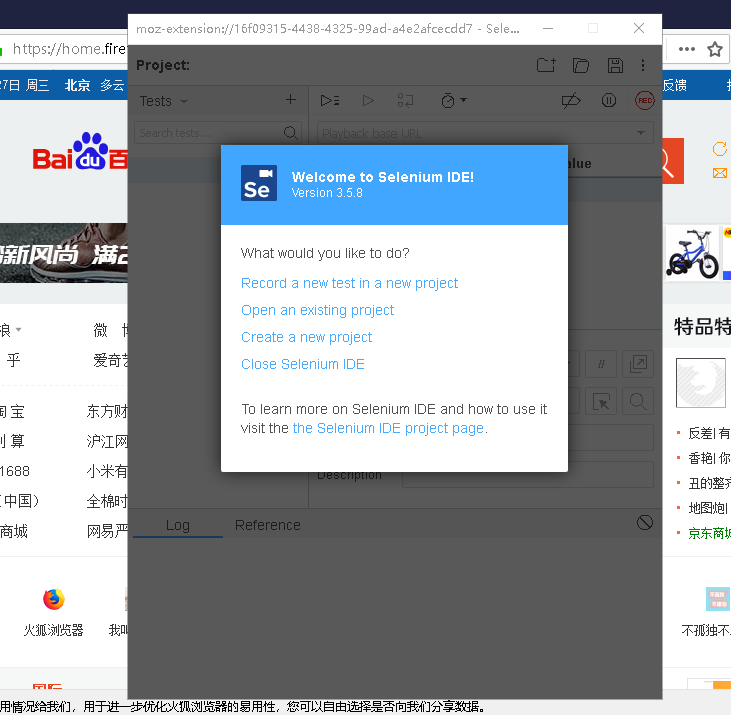 moz-extension://16f09315-4438-4325-99ad-a4e2afcecdd7 - Sele...
https://home.firef
27日 周三 北京 多云
反馈
Project:
Tests
RED
Search tests...
Playback base URL
Bai du 百
alue
Welcome to Selenium IDE!
Version 3.5.8
What would you like to do?
Record a new test in a new project
Open an existing project
Create a new project
Close Selenium IDE
To learn more on Selenium IDE and how to use it
visit the the Selenium IDE project page.
Description
//
Log
Reference
新风尚 满2
浪
微 博
乎
爱奇艺
淘 宝
东方财
沪江网
1688
小米有
(中国)
全棉时
商城
网易严
火狐浏览器
我叫
特品特
反差| 有
香艳| 你
丑的整齐
地图炮|
京东商城
不孤独不
国际
用情况给我们，用于进一步优化火狐浏览器的易用性，您可以自由选择是否向我们分享数据。